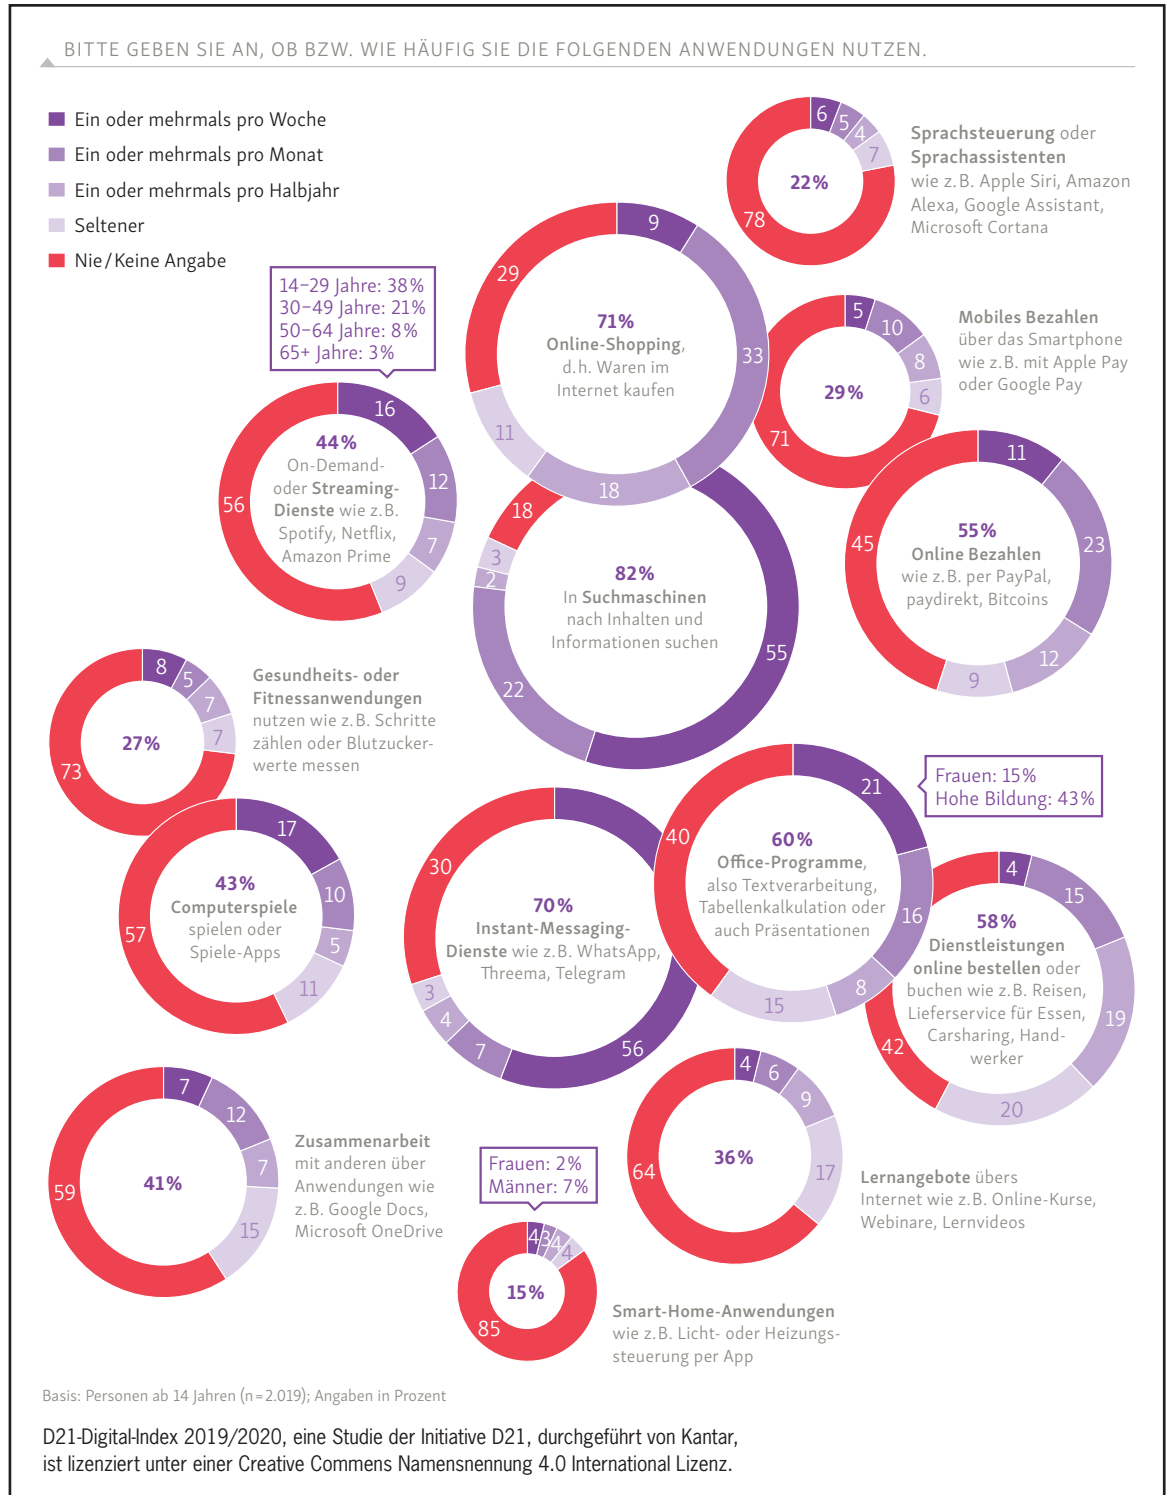 BITTE GEBEN SIE AN, OB BZW. WIE HÄUFIG SIE DIE FOLGENDEN ANWENDUNGEN NUTZEN.
Ein oder mehrmals pro Woche
Ein oder mehrmals pro Monat
Ein oder mehrmals pro Halbjahr
Seltener
Nie/Keine Angabe
6
5
4
7
78
22%
Sprachsteuerung oder
Sprachassistenten
wie z.B. Apple Siri, Amazon
Alexa, Google Assistant,
Microsoft Cortana
9
33
18
11
29
71%
Online-Shopping,
d.h. Waren im
Internet kaufen
5
10
8
6
71
29%
Mobiles Bezahlen
über das Smartphone
wie z.B. mit Apple Pay
oder Google Pay
14–29 Jahre: 38%
30–49 Jahre: 21%
50–64 Jahre: 8%
65+ Jahre: 3%
16
12
7
9
56
44%
On-Demand-
oder Streaming-
Dienste wie z.B.
Spotify, Netflix,
Amazon Prime
55
22
2
3
18
82%
In Suchmaschinen
nach Inhalten und
Informationen suchen
11
23
12
9
45
55%
Online Bezahlen
wie z.B. per PayPal,
paydirekt, Bitcoins
8
5
7
7
73
27%
Gesundheits- oder
Fitnessanwendungen
nutzen wie z.B. Schritte
zählen oder Blutzucker-
werte messen
17
10
5
11
57
43%
Computerspiele
spielen oder
Spiele-Apps
56
7
4
3
30
70%
Instant-Messaging-
Dienste wie z.B. WhatsApp,
Threema, Telegram
21
16
8
15
40
60%
Office-Programme,
also Textverarbeitung,
Tabellenkalkulation oder
auch Präsentationen
Frauen: 15%
Hohe Bildung: 43%
4
15
19
20
42
58%
Dienstleistungen
online bestellen oder
buchen wie z.B. Reisen,
Lieferservice für Essen,
Carsharing, Hand-
werker
7
12
7
15
59
41%
Zusammenarbeit
mit anderen über
Anwendungen wie
z.B. Google Docs,
Microsoft OneDrive
Frauen: 2%
Männer: 7%
4
3
4
4
85
15%
Smart-Home-Anwendungen
wie z.B. Licht- oder Heizungs-
steuerung per App
4
6
9
17
64
36%
Lernangebote übers
Internet wie z.B. Online-Kurse,
Webinare, Lernvideos
Basis: Personen ab 14 Jahren (n=2.019); Angaben in Prozent
D21-Digital-Index 2019/2020, eine Studie der Initiative D21, durchgeführt von Kantar,
ist lizenziert unter einer Creative Commens Namensnennung 4.0 International Lizenz.